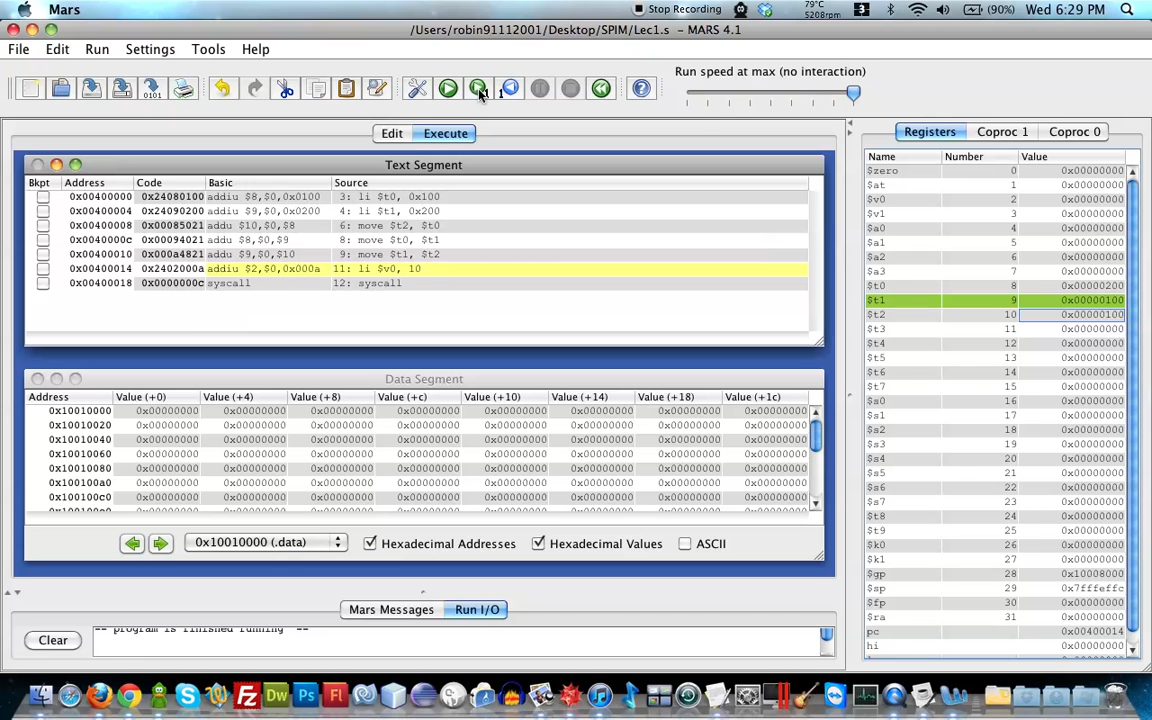 Mars
Stop Recording
79°C
5208rpm
3
(90%)
Wed 6:29 PM
/Users/robin91112001/Desktop/SPIM/Lec1.s - MARS 4.1
File Edit Run Settings Tools Help
Run speed at max (no interaction)
Edit Execute
Registers Coproc 1 Coproc 0
Text Segment
Bkpt Address Code Basic Source
0x00400000 0x24080100 addiu $8,$0,0x0100 3: li $t0, 0x100
0x00400004 0x24090200 addiu $9,$0,0x0200 4: li $t1, 0x200
0x00400008 0x00085021 addu $10,$0,$8 6: move $t2, $t0
0x0040000c 0x00094021 addu $8,$0,$9 8: move $t0, $t1
0x00400010 0x000a4821 addu $9,$0,$10 9: move $t1, $t2
0x00400014 0x2402000a addiu $2,$0,0x000a 11: li $v0, 10
0x00400018 0x0000000c syscall 12: syscall
Data Segment
Address Value (+0) Value (+4) Value (+8) Value (+c) Value (+10) Value (+14) Value (+18) Value (+1c)
0x10010000 0x00000000 0x00000000 0x00000000 0x00000000 0x00000000 0x00000000 0x00000000 0x00000000
0x10010020 0x00000000 0x00000000 0x00000000 0x00000000 0x00000000 0x00000000 0x00000000 0x00000000
0x10010040 0x00000000 0x00000000 0x00000000 0x00000000 0x00000000 0x00000000 0x00000000 0x00000000
0x10010060 0x00000000 0x00000000 0x00000000 0x00000000 0x00000000 0x00000000 0x00000000 0x00000000
0x10010080 0x00000000 0x00000000 0x00000000 0x00000000 0x00000000 0x00000000 0x00000000 0x00000000
0x100100a0 0x00000000 0x00000000 0x00000000 0x00000000 0x00000000 0x00000000 0x00000000 0x00000000
0x100100c0 0x00000000 0x00000000 0x00000000 0x00000000 0x00000000 0x00000000 0x00000000 0x00000000
0x10010000 (.data) Hexadecimal Addresses Hexadecimal Values ASCII
Mars Messages Run I/O
Clear
-- program is finished running --
Name Number Value
$zero 0 0x00000000
$at 1 0x00000000
$v0 2 0x00000000
$v1 3 0x00000000
$a0 4 0x00000000
$a1 5 0x00000000
$a2 6 0x00000000
$a3 7 0x00000000
$t0 8 0x00000200
$t1 9 0x00000100
$t2 10 0x00000100
$t3 11 0x00000000
$t4 12 0x00000000
$t5 13 0x00000000
$t6 14 0x00000000
$t7 15 0x00000000
$s0 16 0x00000000
$s1 17 0x00000000
$s2 18 0x00000000
$s3 19 0x00000000
$s4 20 0x00000000
$s5 21 0x00000000
$s6 22 0x00000000
$s7 23 0x00000000
$t8 24 0x00000000
$t9 25 0x00000000
$k0 26 0x00000000
$k1 27 0x00000000
$gp 28 0x10008000
$sp 29 0x7fffeffc
$fp 30 0x00000000
$ra 31 0x00000000
pc 0x00400014
hi 0x00000000